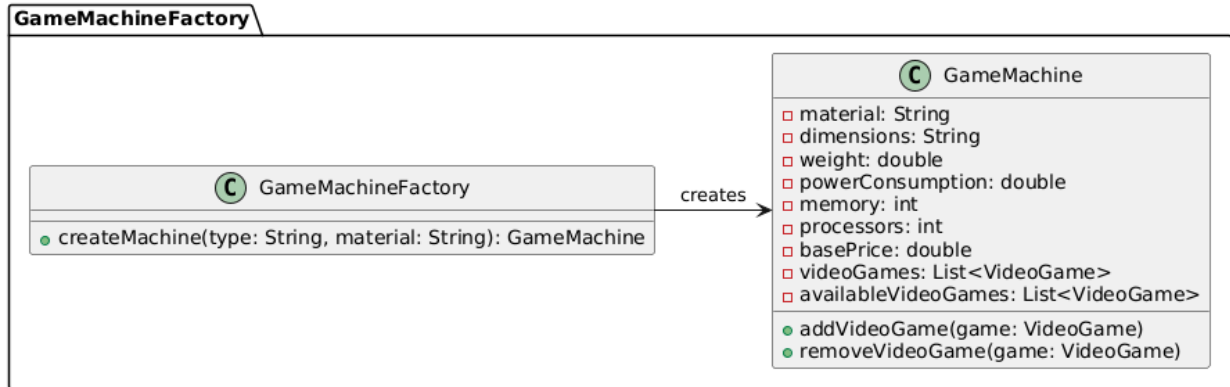 GameMachineFactory
C GameMachineFactory
createMachine(type: String, material: String): GameMachine
creates
C GameMachine
material: String
dimensions: String
weight: double
powerConsumption: double
memory: int
processors: int
basePrice: double
videoGames: List<VideoGame>
availableVideoGames: List<VideoGame>
addVideoGame(game: VideoGame)
removeVideoGame(game: VideoGame)